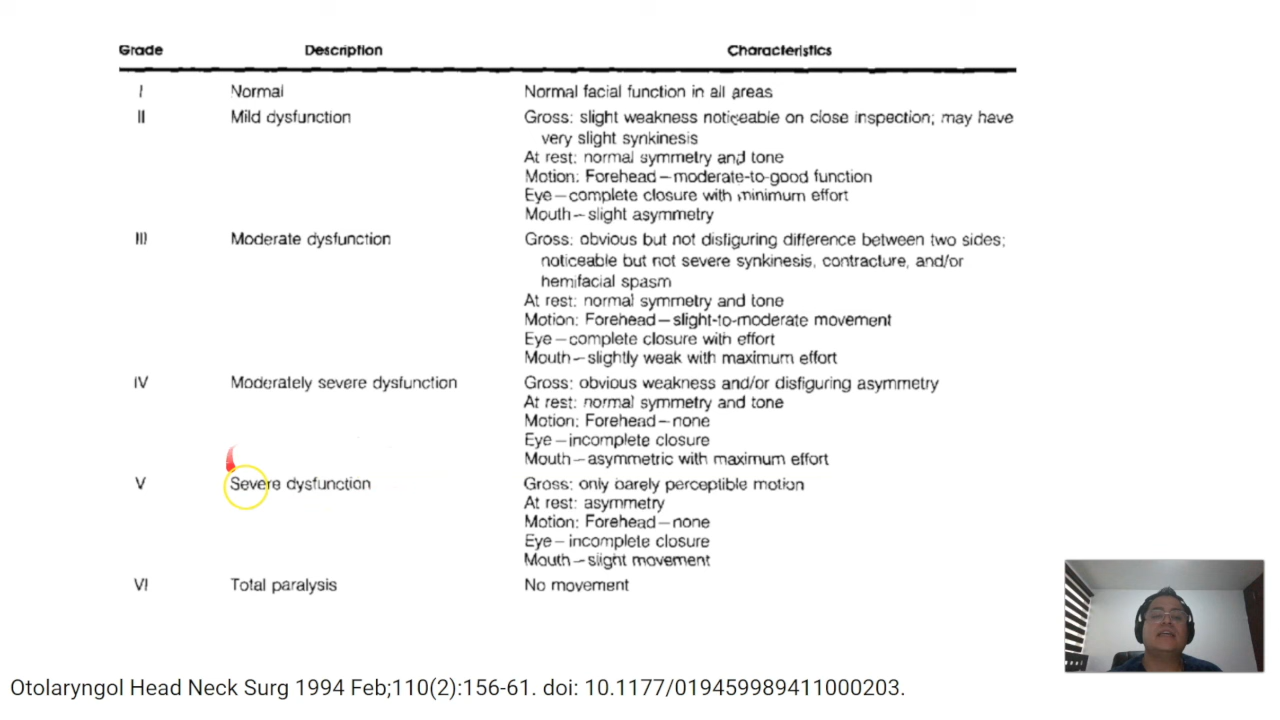 Grade Description Characteristics
I Normal Normal facial function in all areas
II Mild dysfunction Gross: slight weakness noticeable on close inspection; may have
very slight synkinesis
At rest: normal symmetry and tone
Motion: Forehead—moderate-to-good function
Eye—complete closure with minimum effort
Mouth—slight asymmetry
III Moderate dysfunction Gross: obvious but not disfiguring difference between two sides;
noticeable but not severe synkinesis, contracture, and/or
hemifacial spasm
At rest: normal symmetry and tone
Motion: Forehead—slight-to-moderate movement
Eye—complete closure with effort
Mouth—slightly weak with maximum effort
IV Moderately severe dysfunction Gross: obvious weakness and/or disfiguring asymmetry
At rest: normal symmetry and tone
Motion: Forehead—none
Eye—incomplete closure
Mouth—asymmetric with maximum effort
V Severe dysfunction Gross: only barely perceptible motion
At rest: asymmetry
Motion: Forehead—none
Eye—incomplete closure
Mouth—slight movement
VI Total paralysis No movement
Otolaryngol Head Neck Surg 1994 Feb;110(2):156-61. doi: 10.1177/019459989411000203.